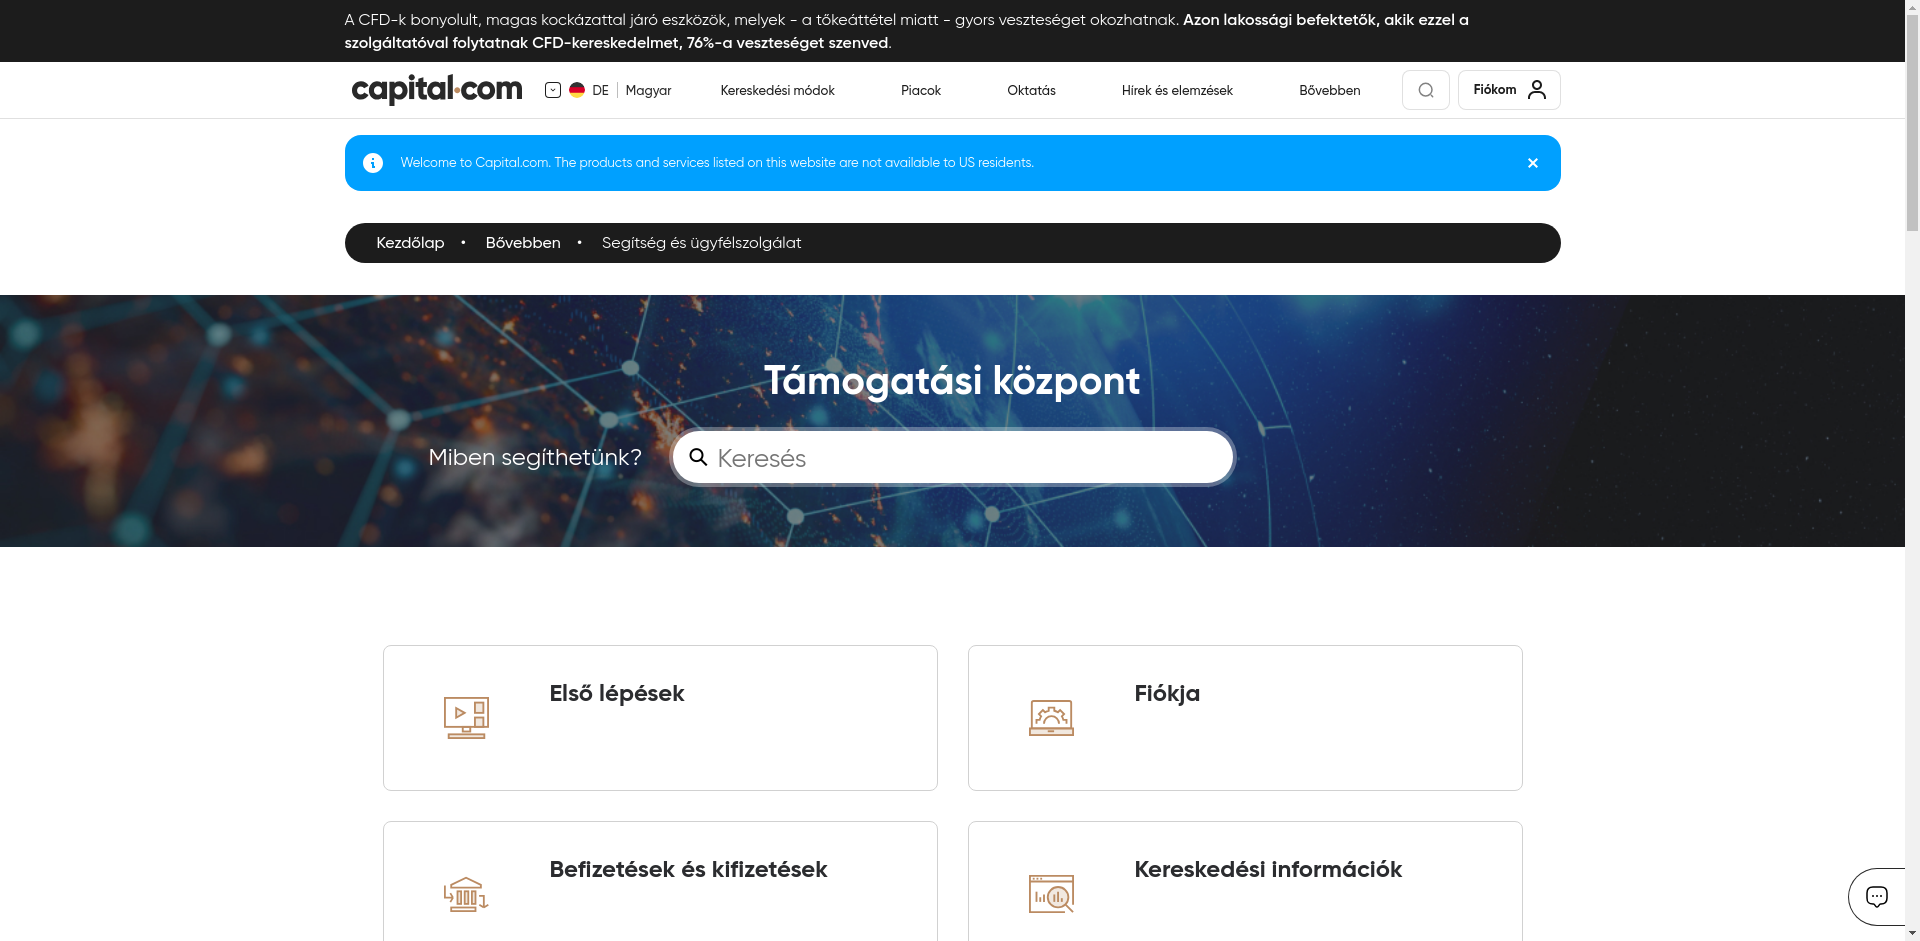 A CFD-k bonyolult, magas kockázattal járó eszközök, melyek - a tőkeáttétel miatt - gyors veszteséget okozhatnak. Azon lakossági befektetők, akik ezzel a
szolgáltatóval folytatnak CFD-kereskedelmet, 76%-a veszteséget szenved.
capital.com DE Magyar Kereskedési módok Piacok Oktatás Hírek és elemzések Bővebben Fiókom
Welcome to Capital.com. The products and services listed on this website are not available to US residents.
Kezdőlap • Bővebben • Segítség és ügyfélszolgálat
Támogatási központ
Miben segíthetünk? Keresés
Első lépések
Fiókja
Befizetések és kifizetések
Kereskedési információk